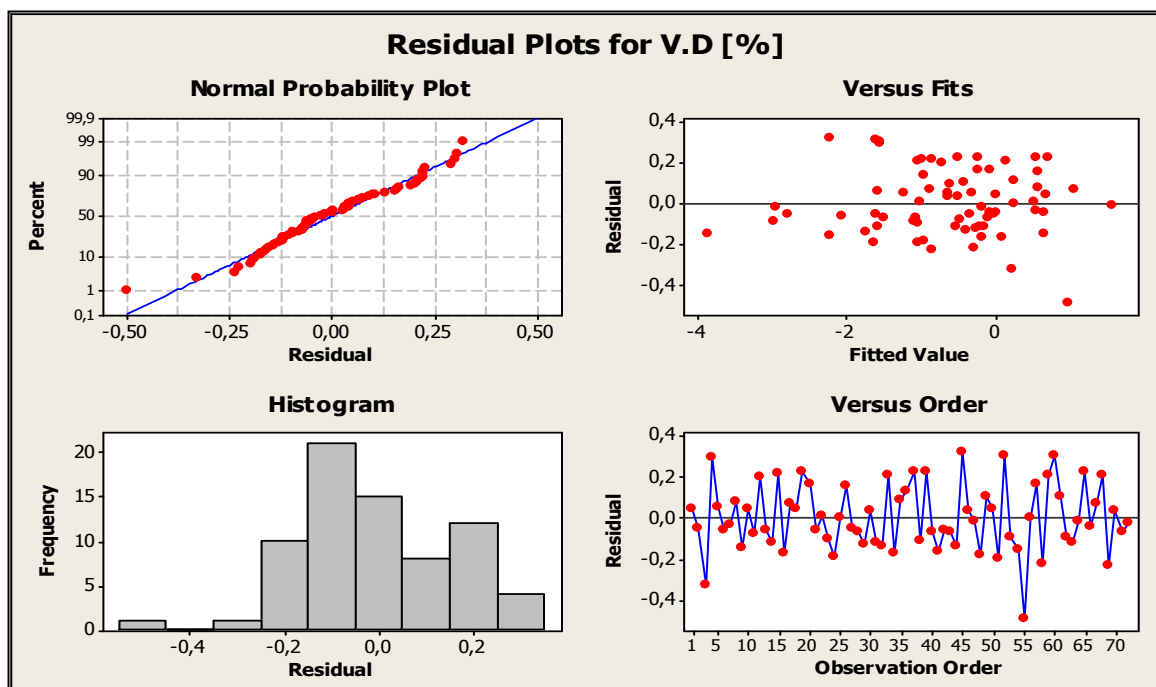 Residual Plots for V.D [%]
Normal Probability Plot
99,9
99
90
50
10
1
0,1
Percent
-0,50
-0,25
0,00
0,25
0,50
Residual
Versus Fits
0,4
0,2
0,0
-0,2
-0,4
Residual
-4
-2
0
Fitted Value
Histogram
20
15
10
5
0
Frequency
-0,4
-0,2
0,0
0,2
Residual
Versus Order
0,4
0,2
0,0
-0,2
-0,4
Residual
1 5 10 15 20 25 30 35 40 45 50 55 60 65 70
Observation Order